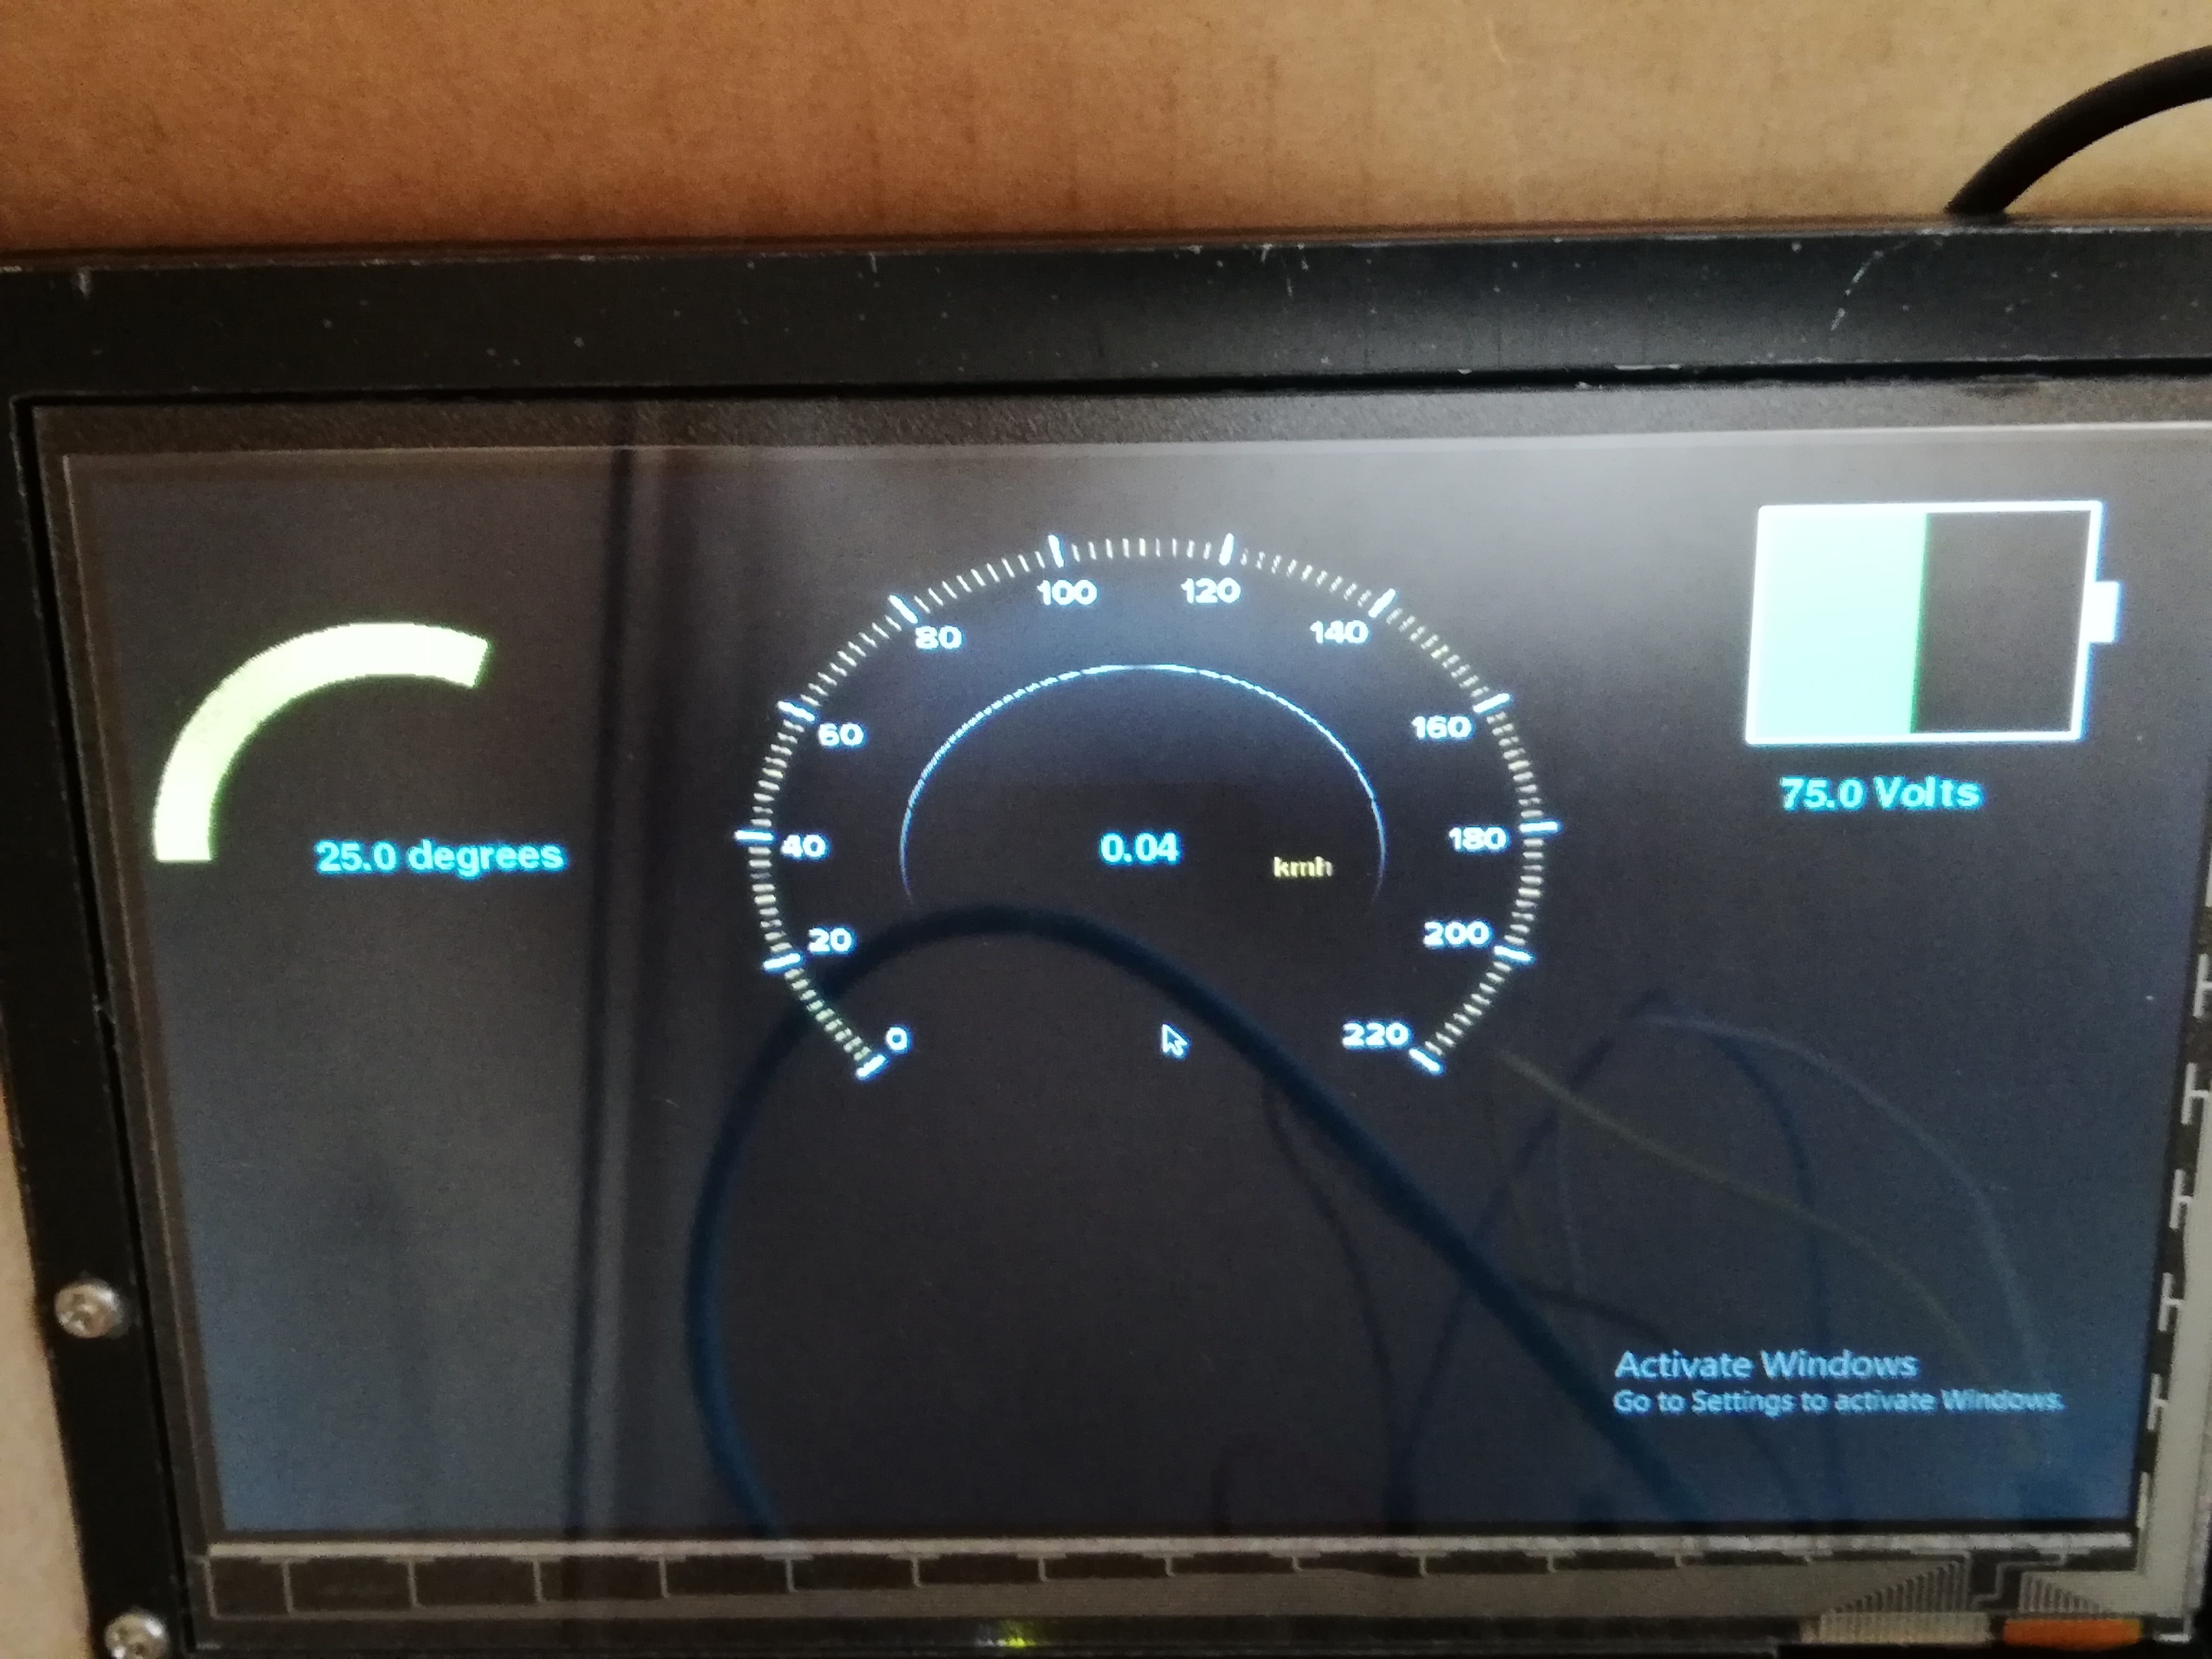 100 120
80 140
60 160
75.0 Volts
40 180
25.0 degrees 0.04 kmh
20 200
0 220
Activate Windows
Go to Settings to activate Windows.